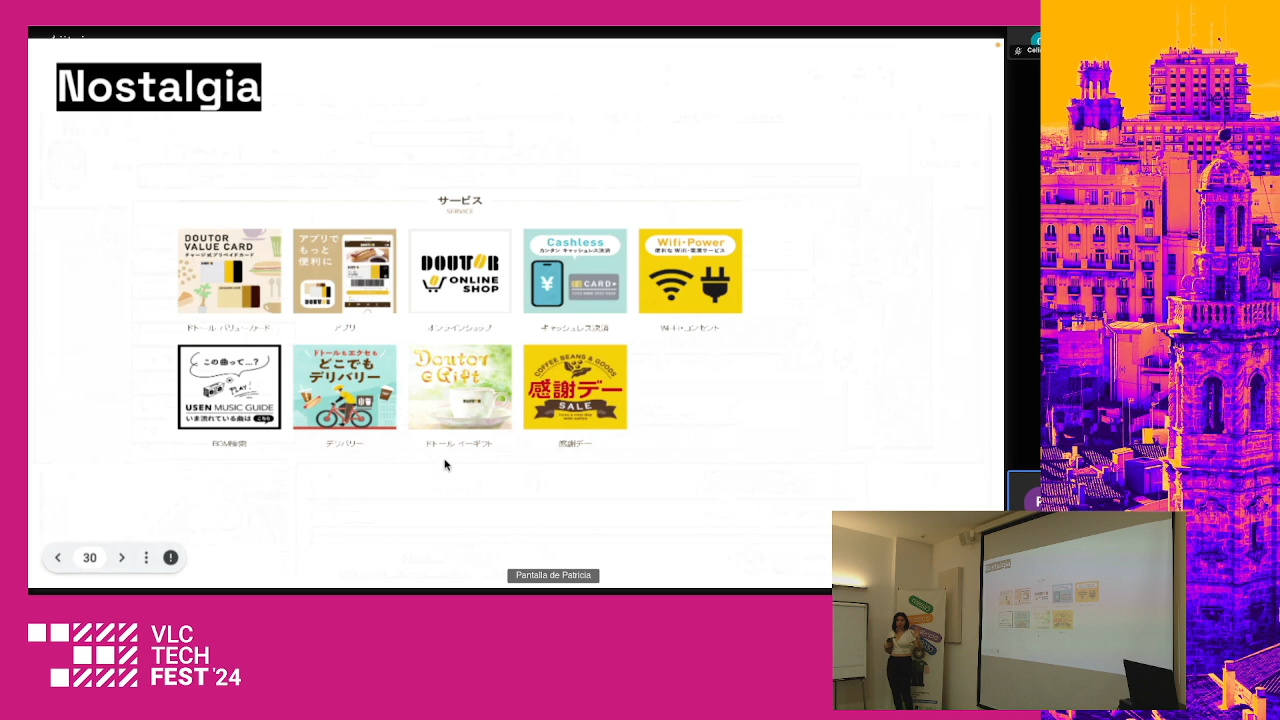 Nostalgia
サービス
SERVICE
DOUTOR
VALUE CARD
チャージ式プリペイドカード
アプリで
もっと
便利に
DOUTOR
ONLINE
SHOP
Cashless
カンタン キャッシュレス決済
¥
CARD
Wifi・Power
便利な Wifi・電源サービス
ドトール バリューカード
アプリ
オンラインショップ
キャッシュレス決済
Wi-Fi・コンセント
この曲って…?
PLAY!
USEN MUSIC GUIDE
いま流れている曲は こちら
ドトールもエクセも
どこでも
デリバリー
Doutor
e Gift
COFFEE BEANS & GOODS
感謝デー
SALE
BGM検索
デリバリー
ドトール イーギフト
感謝デー
30
Pantalla de Patricia
Celi
VLC
TECH
FEST '24
Nostalgia